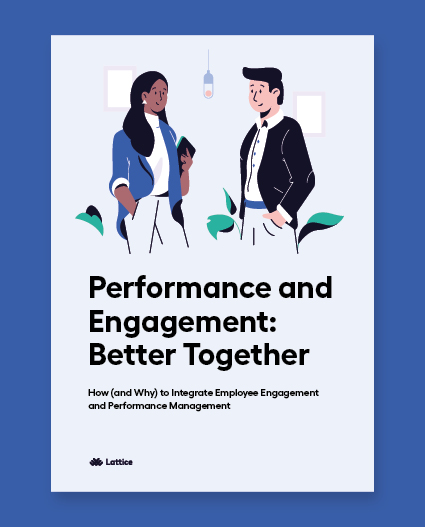 Performance and
Engagement:
Better Together
How (and Why) to Integrate Employee Engagement
and Performance Management
Lattice